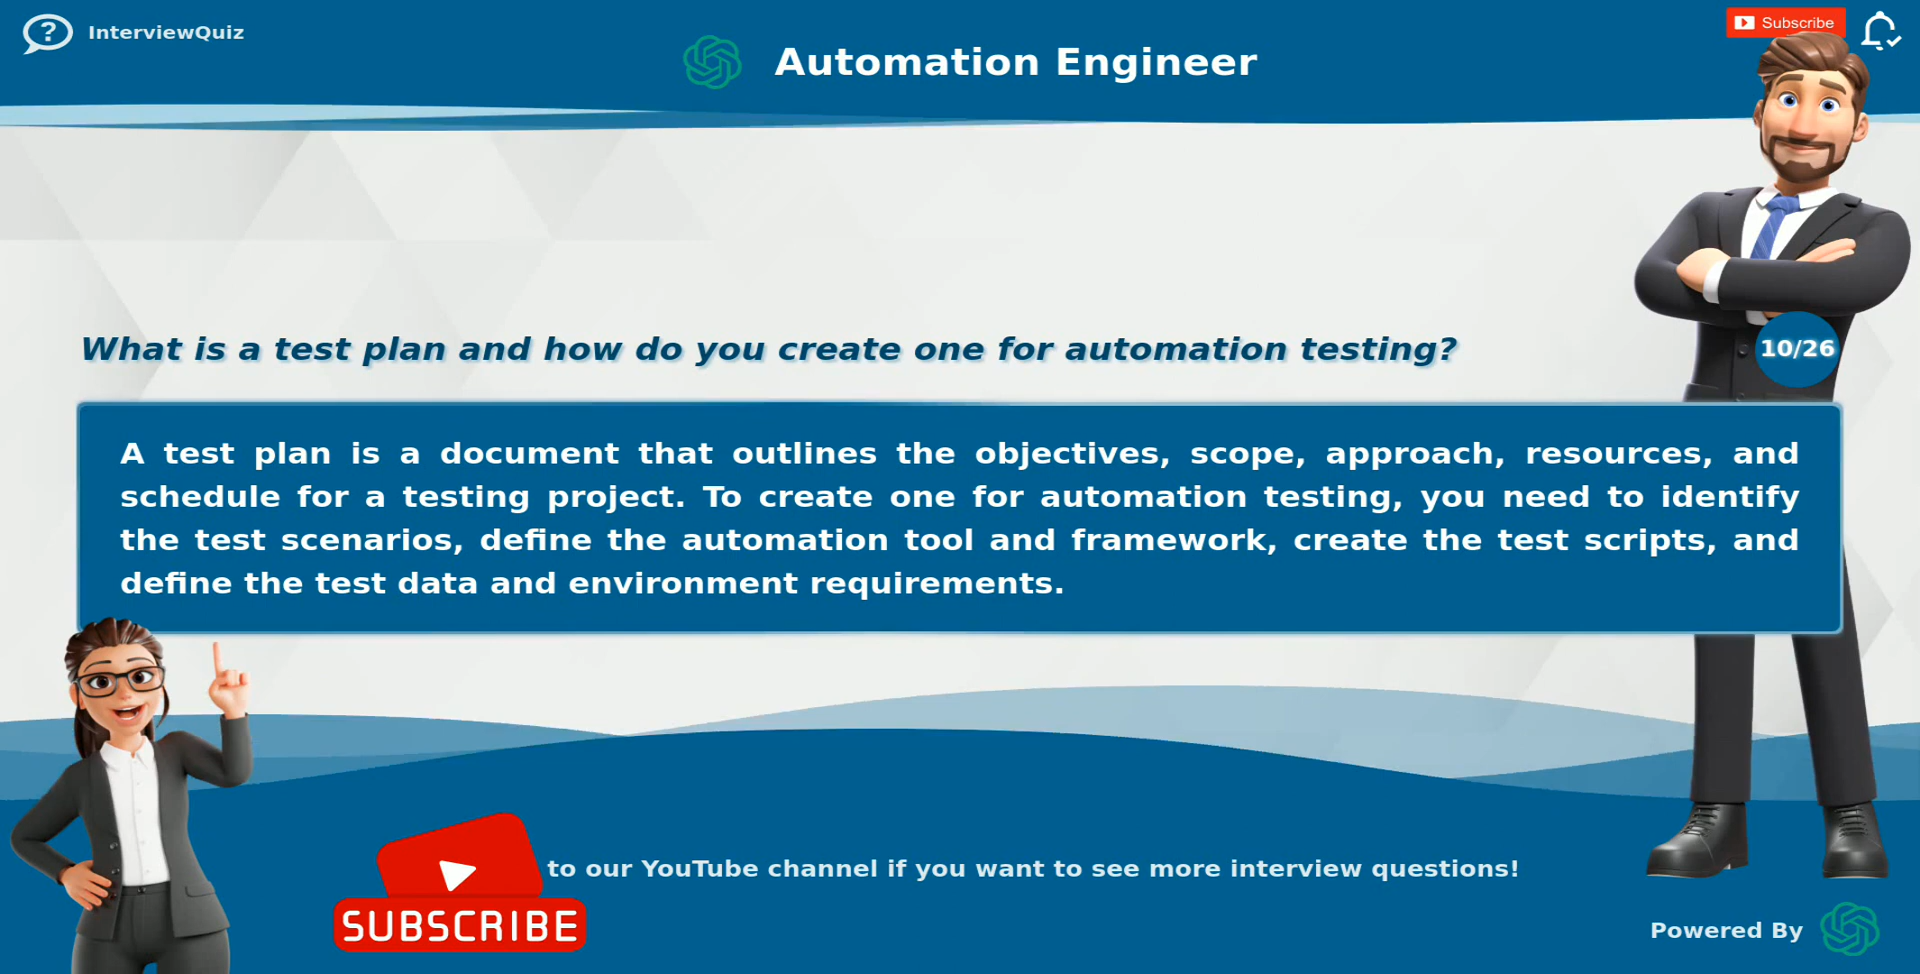 InterviewQuiz
Subscribe
Automation Engineer
What is a test plan and how do you create one for automation testing?
10/26
A test plan is a document that outlines the objectives, scope, approach, resources, and
schedule for a testing project. To create one for automation testing, you need to identify
the test scenarios, define the automation tool and framework, create the test scripts, and
define the test data and environment requirements.
to our YouTube channel if you want to see more interview questions!
SUBSCRIBE
Powered By